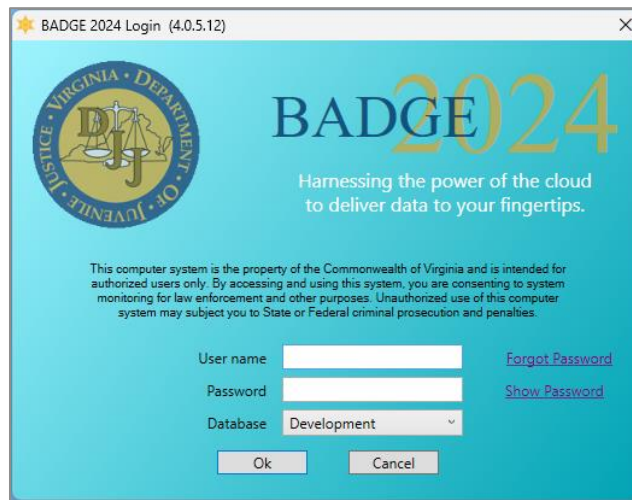 BADGE 2024 Login (4.0.5.12)
VIRGINIA • DEPARTMENT OF JUVENILE JUSTICE •
DJJ
BADGE 2024
Harnessing the power of the cloud
to deliver data to your fingertips.
This computer system is the property of the Commonwealth of Virginia and is intended for
authorized users only. By accessing and using this system, you are consenting to system
monitoring for law enforcement and other purposes. Unauthorized use of this computer
system may subject you to State or Federal criminal prosecution and penalties.
User name Forgot Password
Password Show Password
Database Development
Ok Cancel